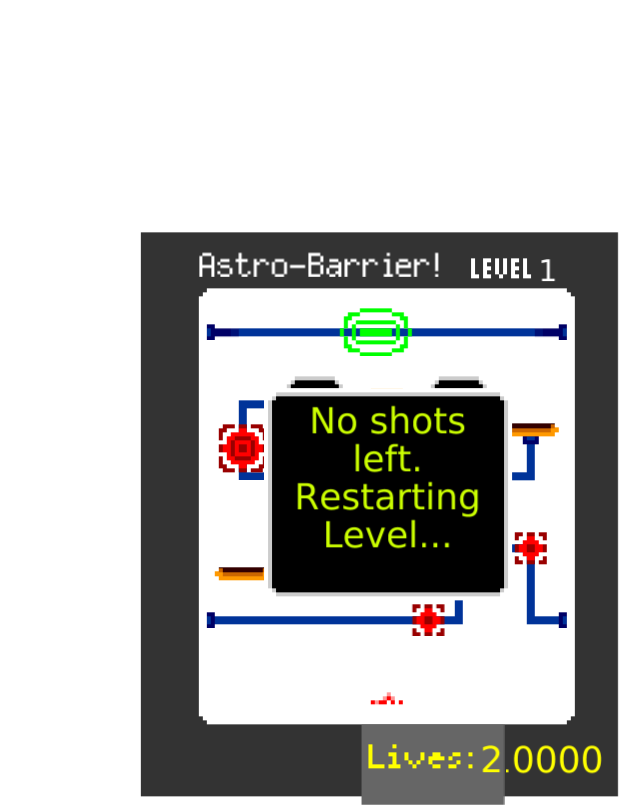 Astro-Barrier! LEVEL 1
No shots
left.
Restarting
Level...
Lives: 2.0000